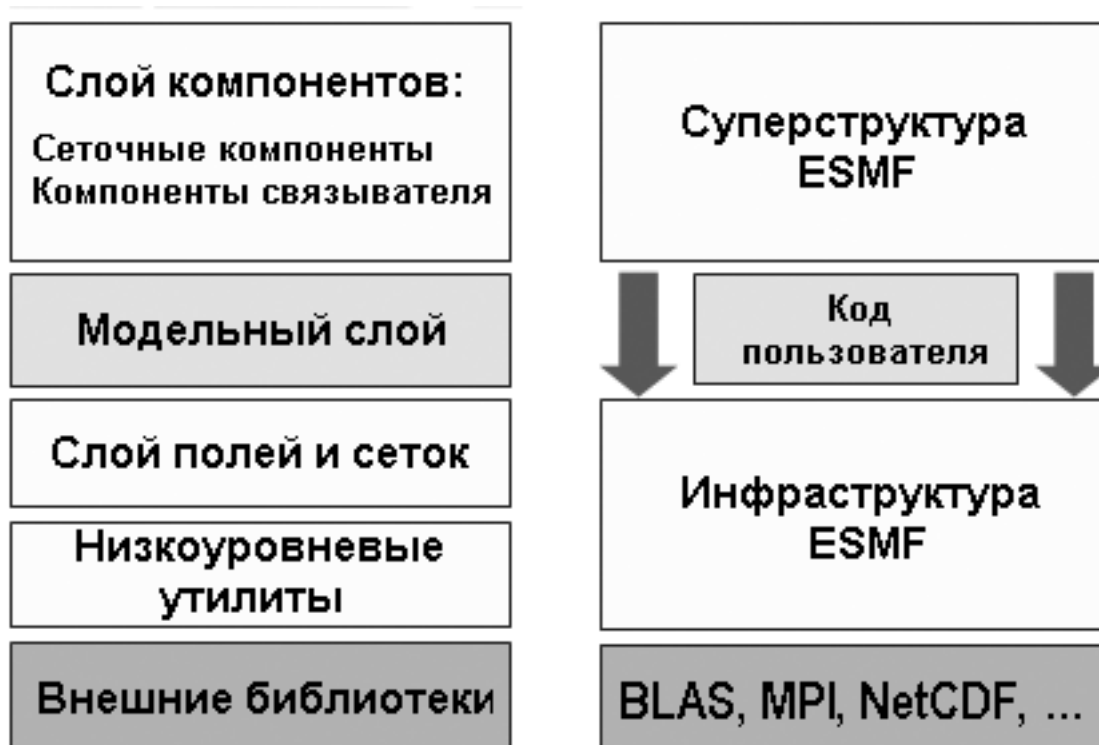 Слой компонентов:
Сеточные компоненты
Компоненты связывателя
Модельный слой
Слой полей и сеток
Низкоуровневые
утилиты
Внешние библиотеки
Суперструктура
ESMF
Код
пользователя
Инфраструктура
ESMF
BLAS, MPI, NetCDF, ...